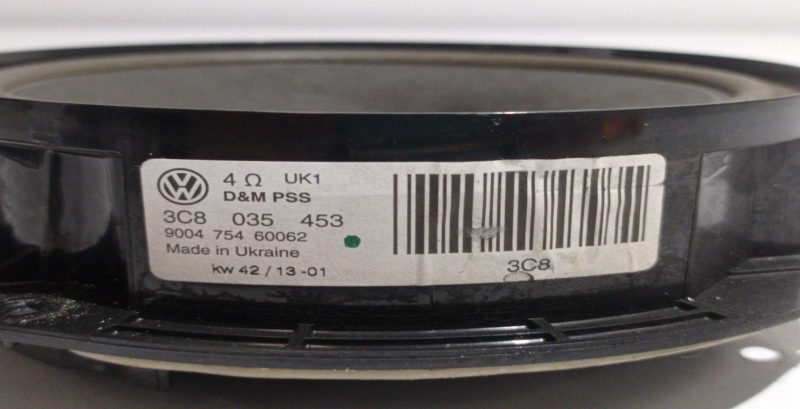 4 Ω UK1
D&M PSS
3C8 035 453
9004 754 60062
Made in Ukraine
kw 42 / 13 -01
3C8